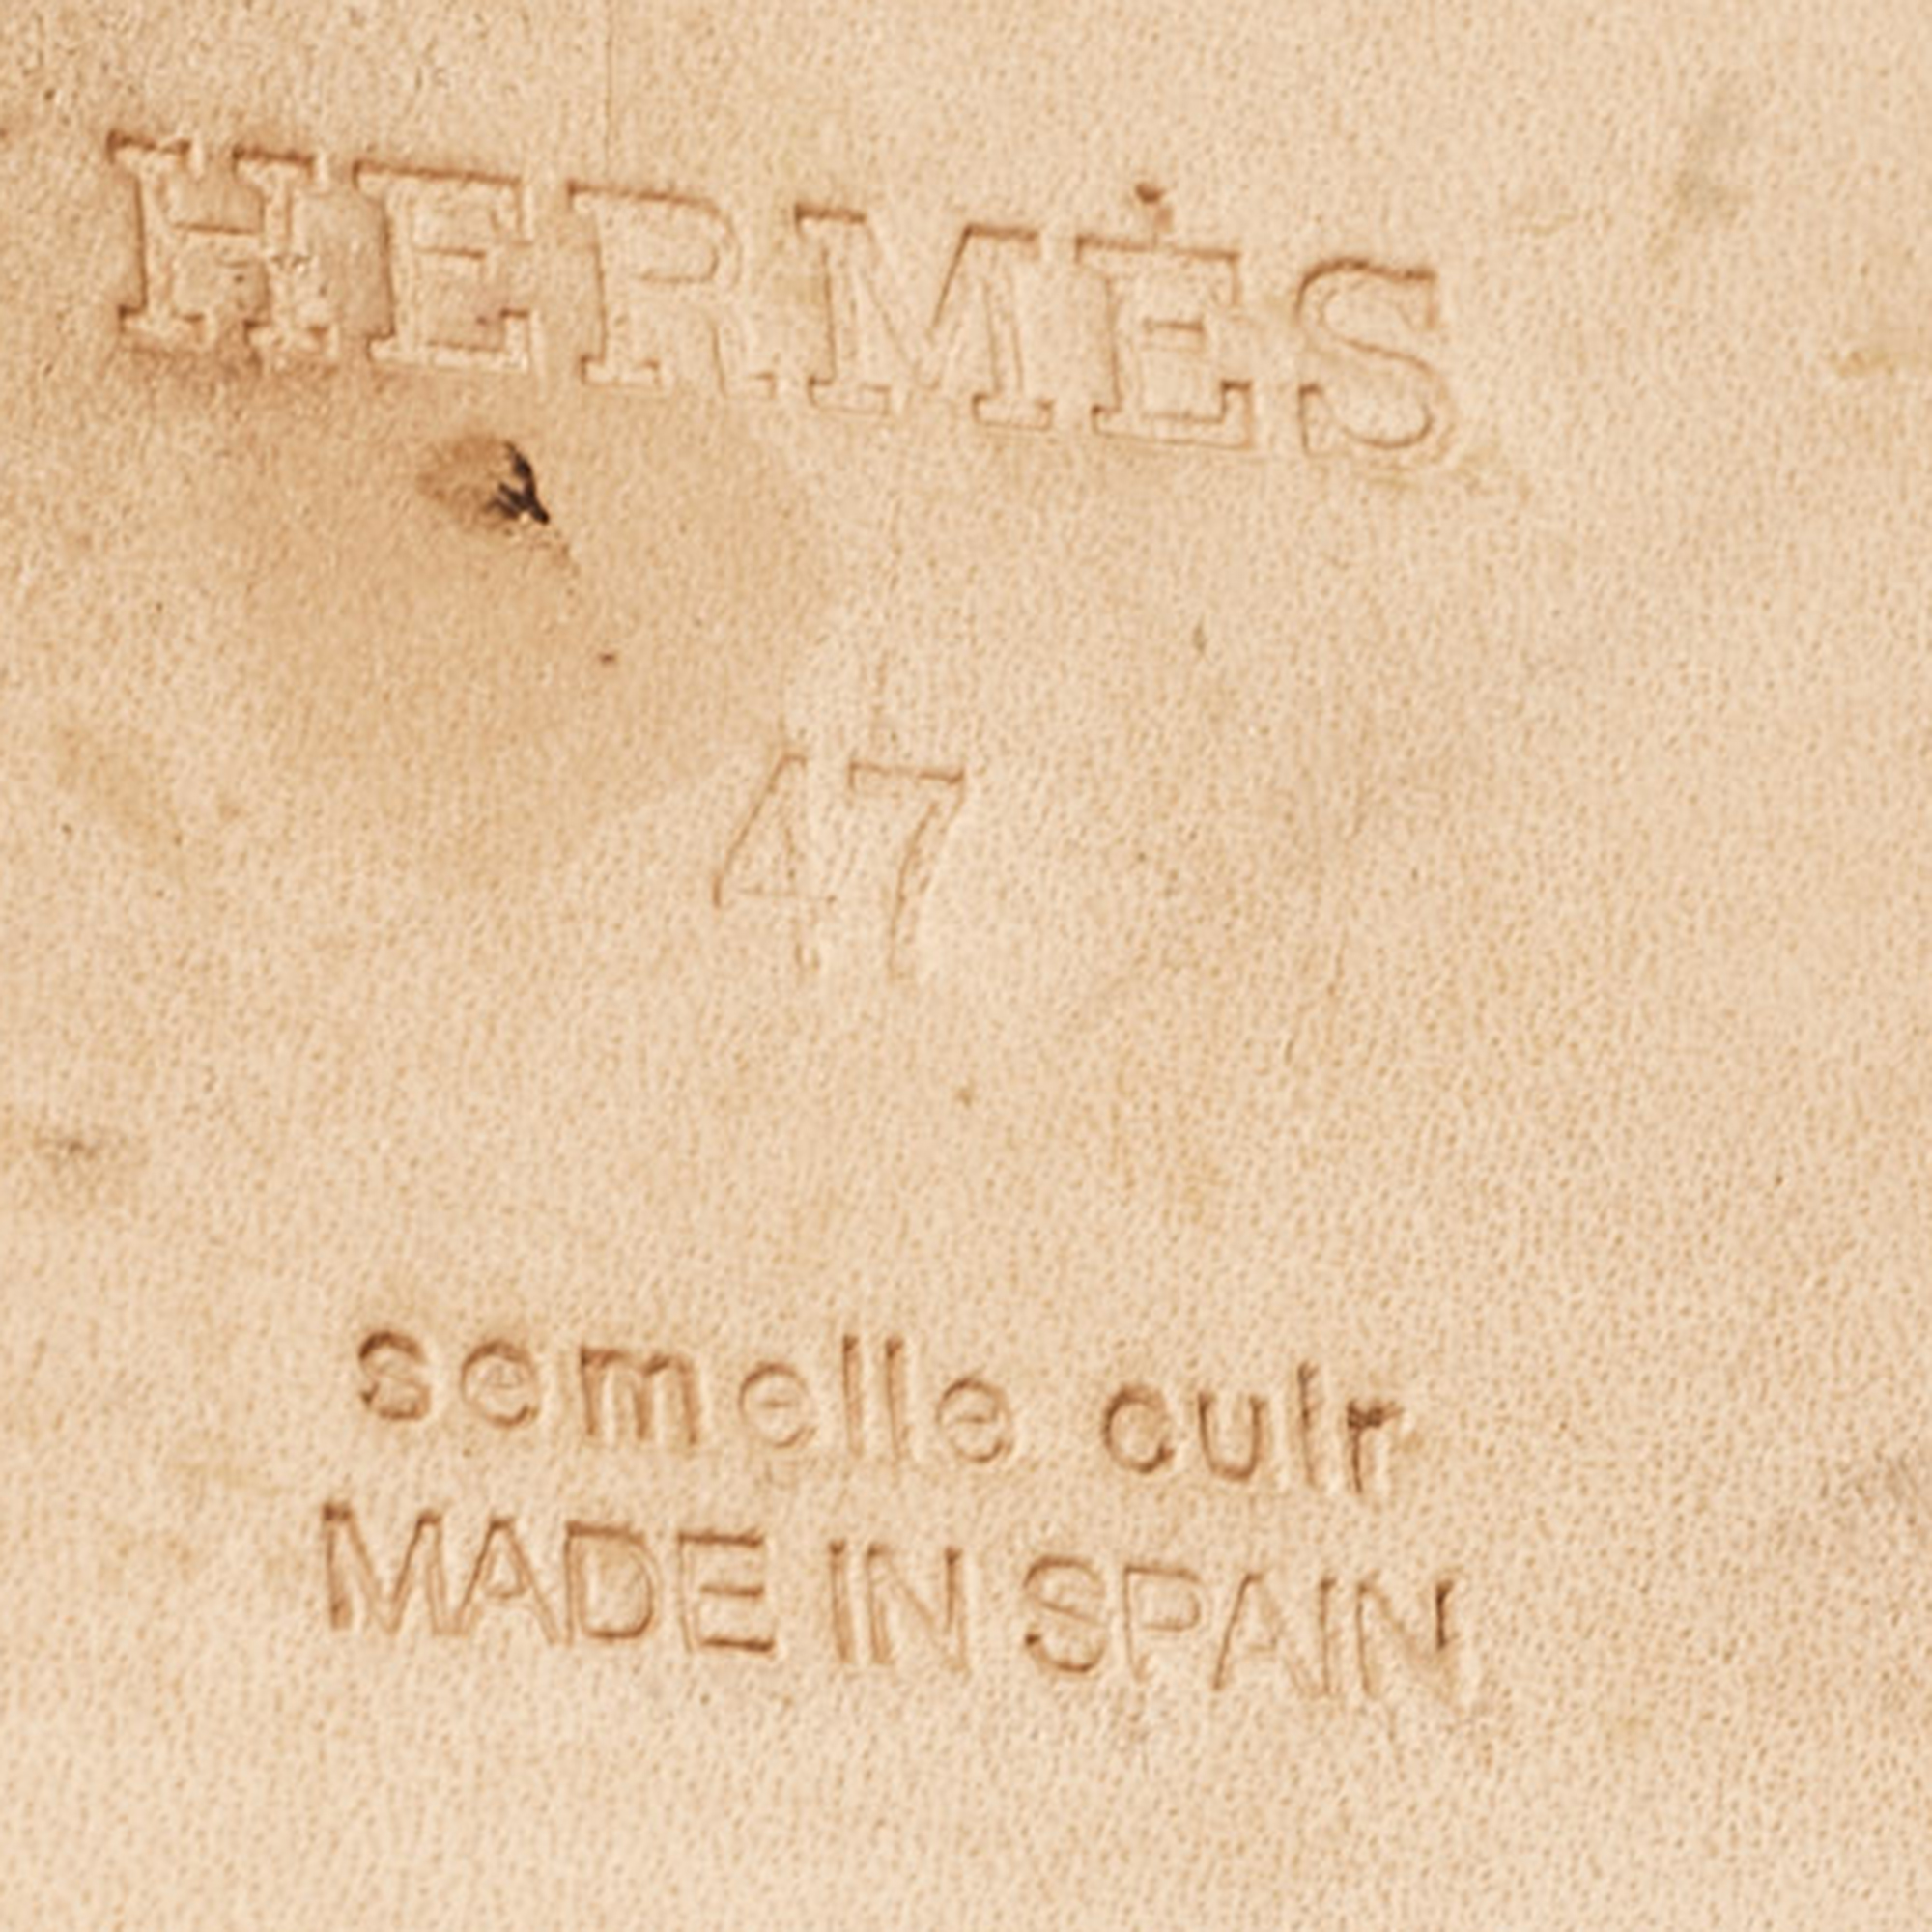 HERMÈS
47
semelle cuir
MADE IN SPAIN